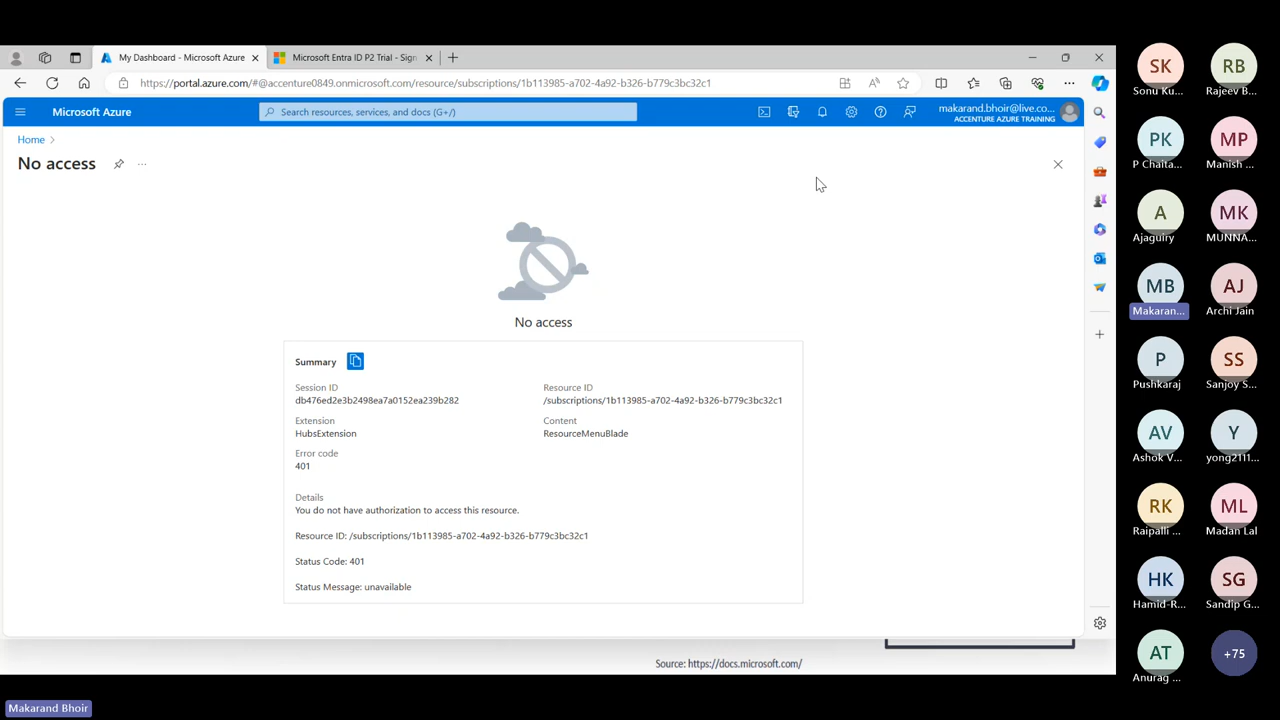 My Dashboard - Microsoft Azure
Microsoft Entra ID P2 Trial - Sign
https://portal.azure.com/#@accenture0849.onmicrosoft.com/resource/subscriptions/1b113985-a702-4a92-b326-b779c3bc32c1
Microsoft Azure
Search resources, services, and docs (G+/)
makarand.bhoir@live.co...
ACCENTURE AZURE TRAINING
Home
No access
...
No access
Summary
Session ID
db476ed2e3b2498ea7a0152ea239b282
Resource ID
/subscriptions/1b113985-a702-4a92-b326-b779c3bc32c1
Extension
HubsExtension
Content
ResourceMenuBlade
Error code
401
Details
You do not have authorization to access this resource.
Resource ID: /subscriptions/1b113985-a702-4a92-b326-b779c3bc32c1
Status Code: 401
Status Message: unavailable
Source: https://docs.microsoft.com/
Makarand Bhoir
SK
Sonu Ku...
RB
Rajeev B...
PK
P Chaita...
MP
Manish ...
A
Ajaguiry
MK
MUNNA...
MB
Makaran...
AJ
Archi Jain
P
Pushkaraj
SS
Sanjoy S...
AV
Ashok V...
Y
yong2111...
RK
Raipalli ...
ML
Madan Lal
HK
Hamid-R...
SG
Sandip G...
AT
Anurag ...
+75